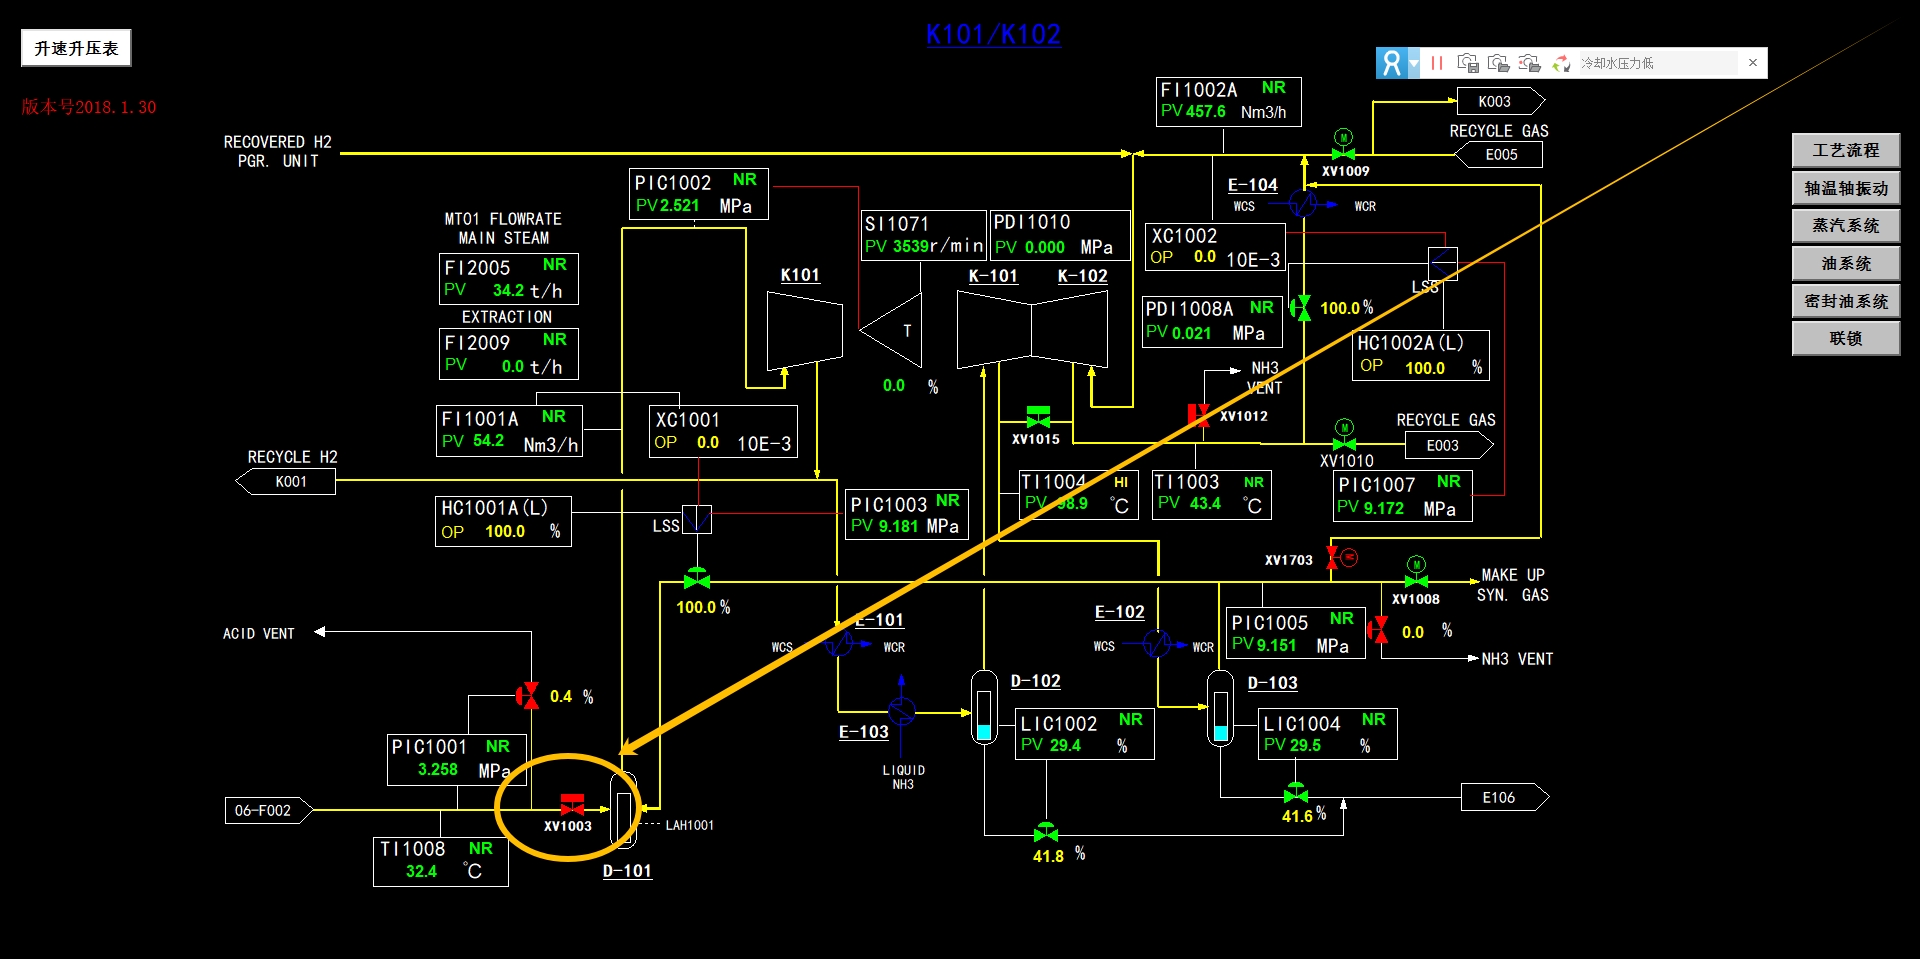 K101/K102
升速升压表
版本号2018.1.30
冷却水压力低
工艺流程
轴温轴振动
蒸汽系统
油系统
密封油系统
联锁
RECOVERED H2
PGR. UNIT
FI1002A NR
PV 457.6 Nm3/h
K003
RECYCLE GAS
E005
M
XV1009
PIC1002 NR
PV 2.521 MPa
E-104
WCS
WCR
MT01 FLOWRATE
MAIN STEAM
FI2005 NR
PV 34.2 t/h
EXTRACTION
FI2009 NR
PV 0.0 t/h
SI1071
PV 3539 r/min
PDI1010
PV 0.000 MPa
XC1002
OP 0.0 10E-3
K101
K-101
K-102
T
0.0 %
LSS
PDI1008A NR
PV 0.021 MPa
100.0 %
HC1002A(L)
OP 100.0 %
NH3
VENT
XV1012
FI1001A NR
PV 54.2 Nm3/h
XC1001
OP 0.0 10E-3
XV1015
M
XV1010
RECYCLE GAS
E003
RECYCLE H2
K001
TI1004 HI
PV 98.9 ℃
TI1003 NR
PV 43.4 ℃
PIC1007 NR
PV 9.172 MPa
HC1001A(L)
OP 100.0 %
LSS
PIC1003 NR
PV 9.181 MPa
100.0 %
XV1703
M
M
XV1008
MAKE UP
SYN. GAS
ACID VENT
E-101
WCS
WCR
E-102
WCS
WCR
PIC1005 NR
PV 9.151 MPa
0.0 %
NH3 VENT
0.4 %
E-103
LIQUID
NH3
D-102
LIC1002 NR
PV 29.4 %
D-103
LIC1004 NR
PV 29.5 %
PIC1001 NR
3.258 MPa
06-F002
XV1003
LAH1001
D-101
TI1008 NR
32.4 ℃
41.8 %
41.6 %
E106